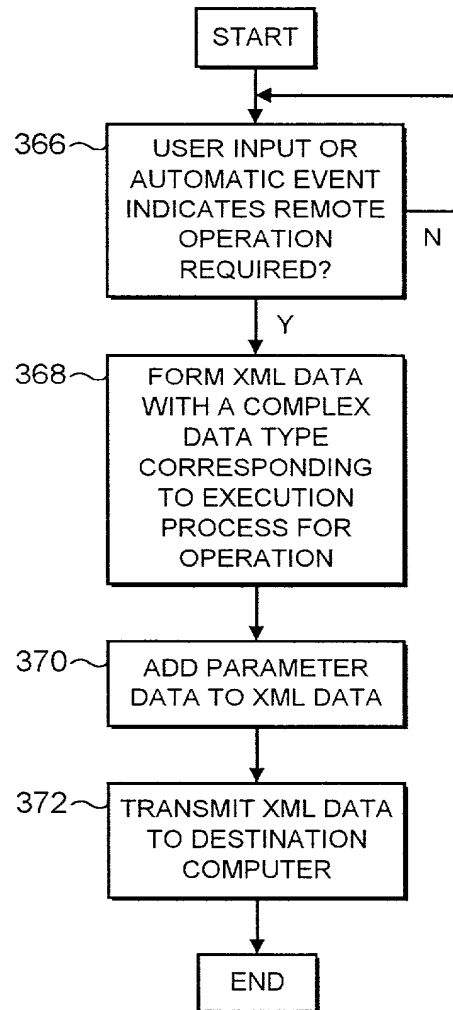 START
366
USER INPUT OR
AUTOMATIC EVENT
INDICATES REMOTE
OPERATION
REQUIRED?
N
Y
368
FORM XML DATA
WITH A COMPLEX
DATA TYPE
CORRESPONDING
TO EXECUTION
PROCESS FOR
OPERATION
370
ADD PARAMETER
DATA TO XML DATA
372
TRANSMIT XML DATA
TO DESTINATION
COMPUTER
END